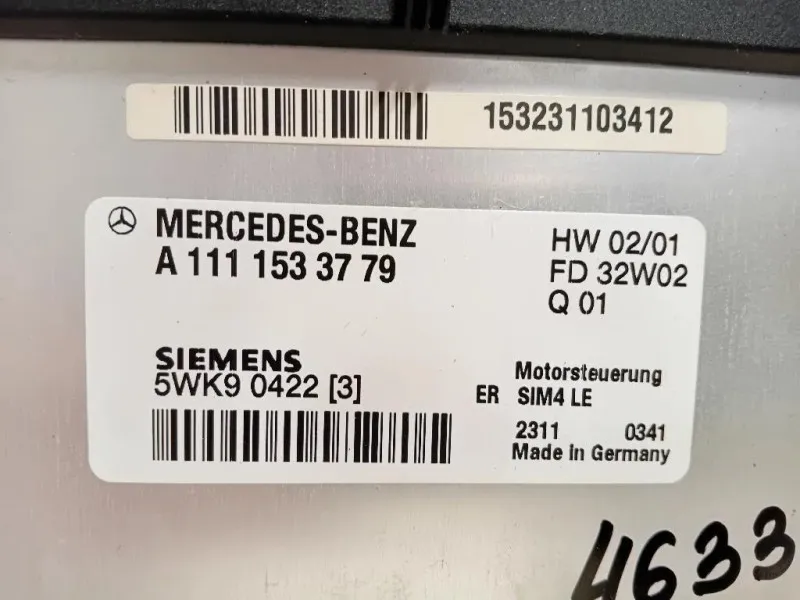 153231103412
MERCEDES-BENZ
A 111 153 37 79
HW 02/01
FD 32W02
Q 01
SIEMENS
5WK9 0422 [3]
Motorsteuerung
ER SIM4 LE
2311 0341
Made In Germany
4633